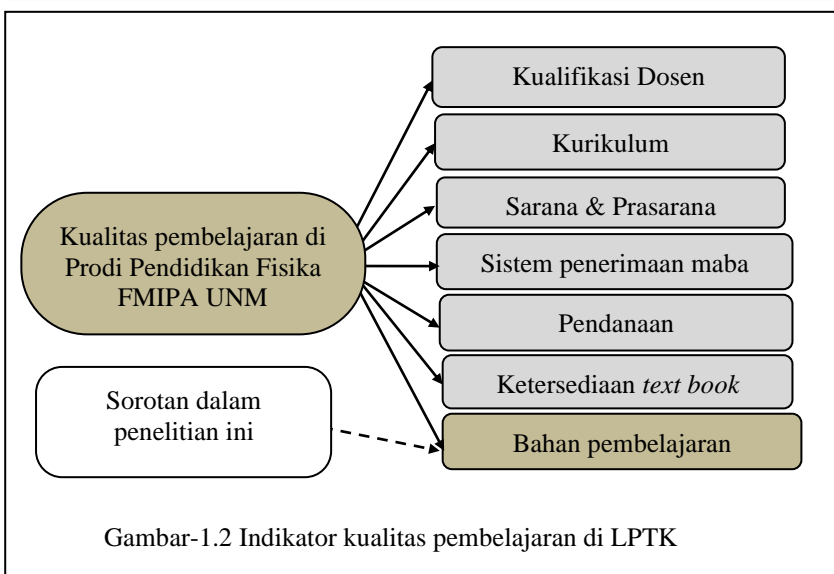 Kualifikasi Dosen
Kurikulum
Sarana & Prasarana
Kualitas pembelajaran di
Prodi Pendidikan Fisika
FMIPA UNM
Sistem penerimaan maba
Pendanaan
Ketersediaan text book
Sorotan dalam
penelitian ini
Bahan pembelajaran
Gambar-1.2 Indikator kualitas pembelajaran di LPTK